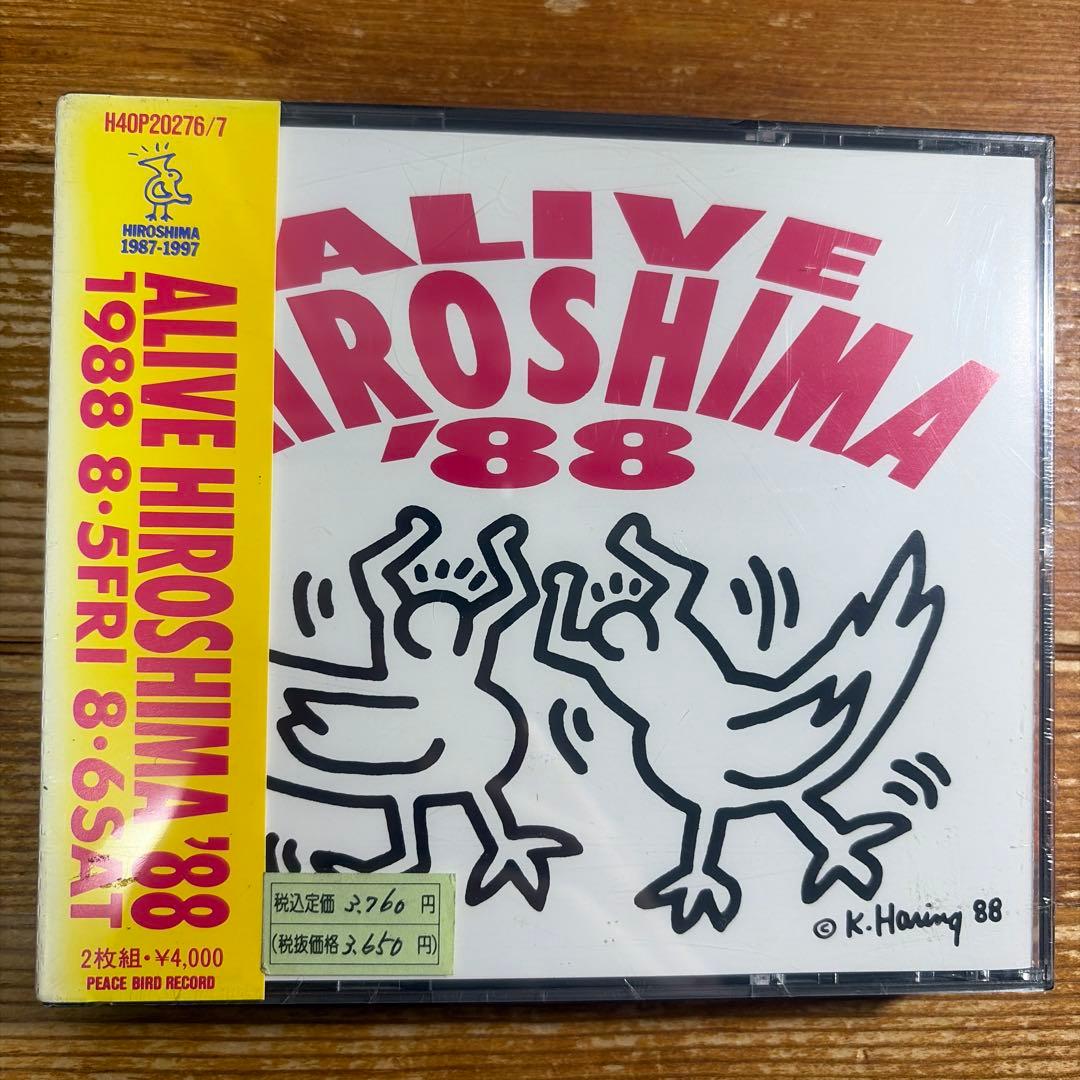 H40P20276/7
HIROSHIMA
1987-1997
ALIVE HIROSHIMA '88
1988 8・5FRI 8・6SAT
2枚組・¥4,000
PEACE BIRD RECORD
ALIVE
HIROSHIMA
'88
税込定価 3.760 円
(税抜価格 3.650 円)
© K. Haring 88